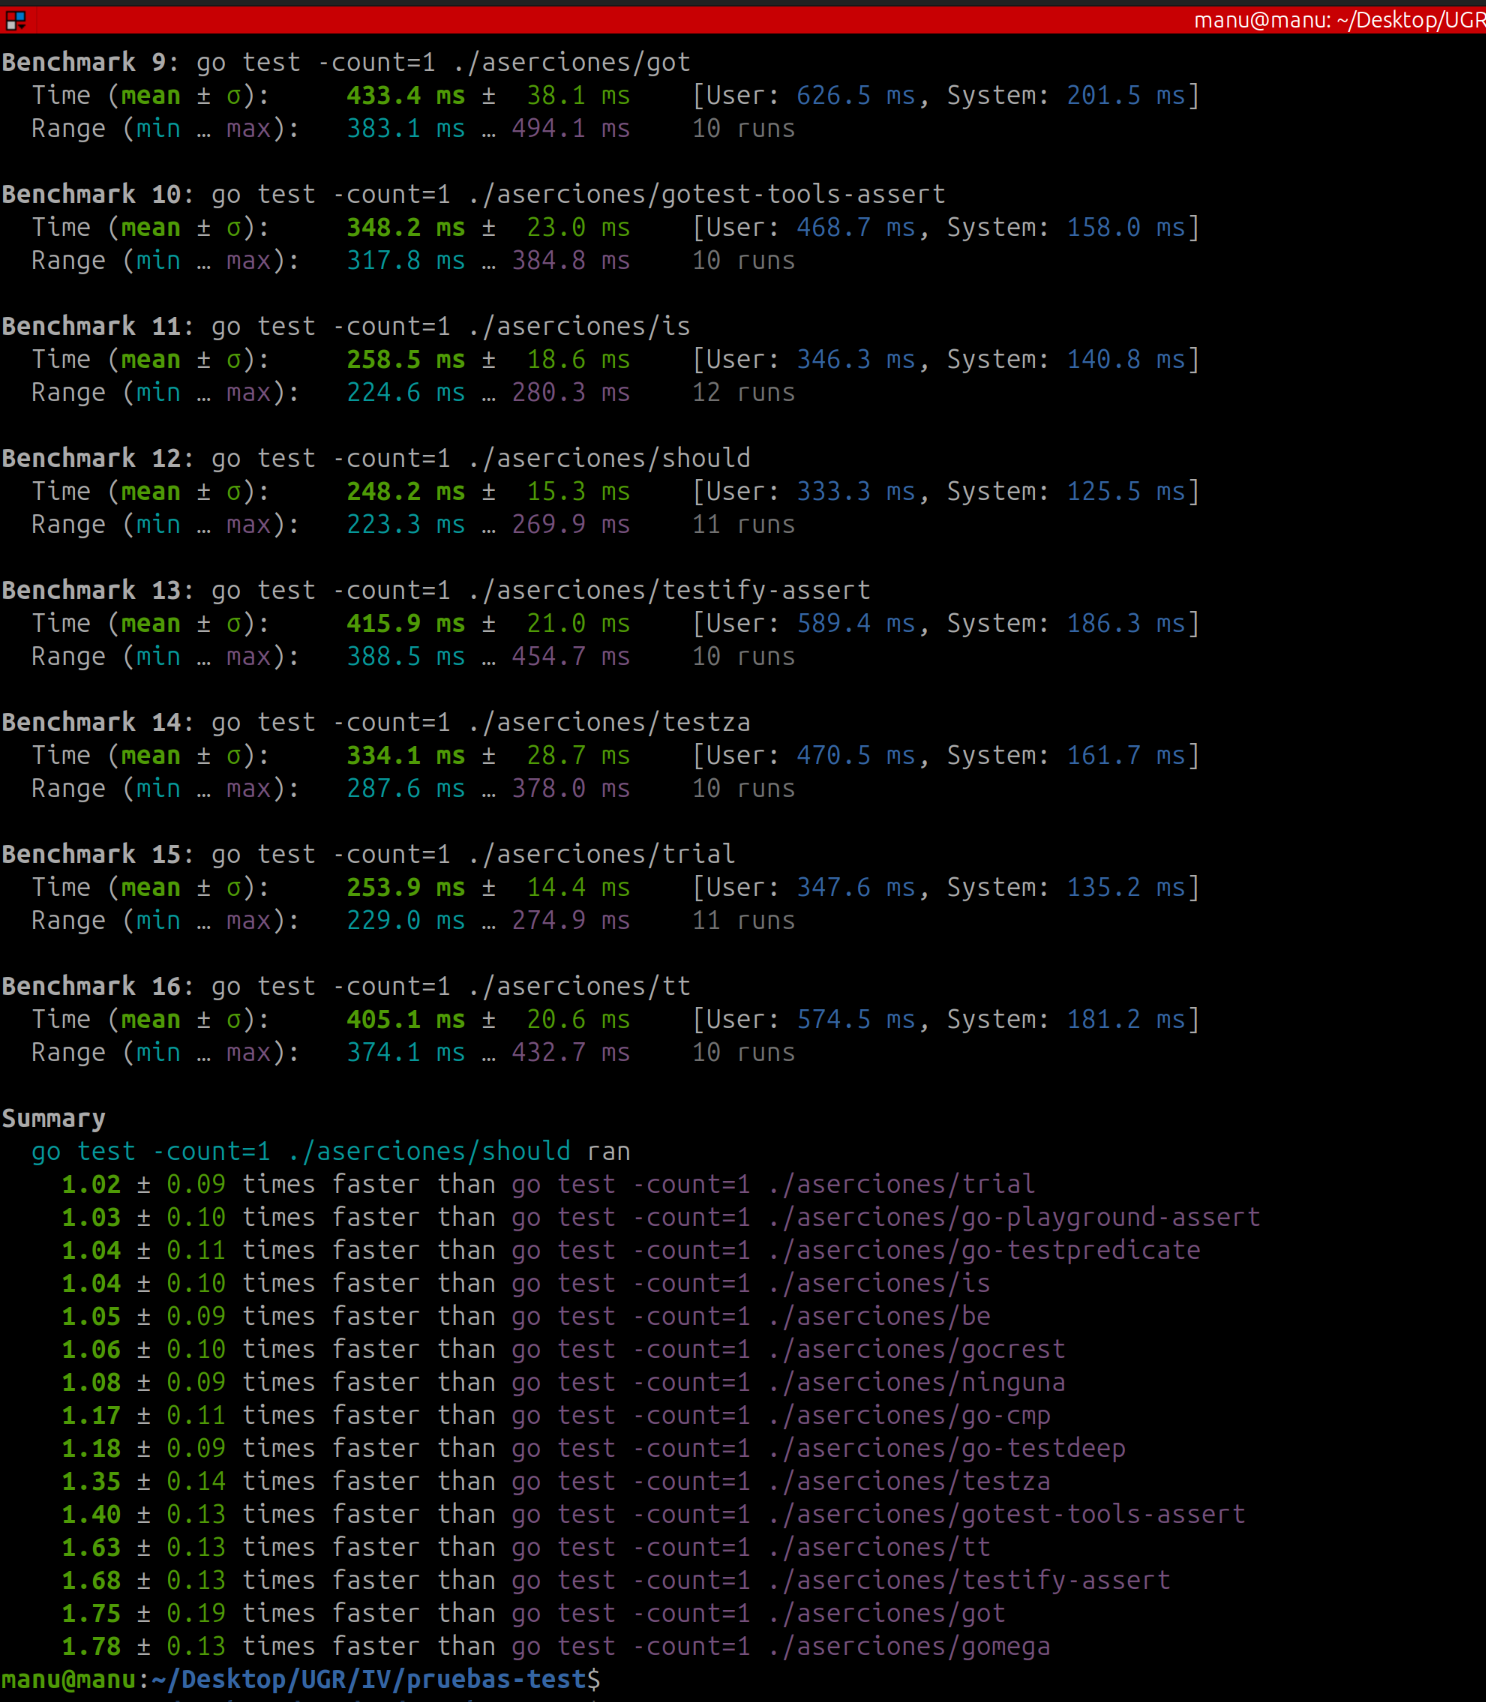 manu@manu: ~/Desktop/UGR
Benchmark 9: go test -count=1 ./aserciones/got
Time (mean ± σ): 433.4 ms ± 38.1 ms [User: 626.5 ms, System: 201.5 ms]
Range (min … max): 383.1 ms … 494.1 ms 10 runs
Benchmark 10: go test -count=1 ./aserciones/gotest-tools-assert
Time (mean ± σ): 348.2 ms ± 23.0 ms [User: 468.7 ms, System: 158.0 ms]
Range (min … max): 317.8 ms … 384.8 ms 10 runs
Benchmark 11: go test -count=1 ./aserciones/is
Time (mean ± σ): 258.5 ms ± 18.6 ms [User: 346.3 ms, System: 140.8 ms]
Range (min … max): 224.6 ms … 280.3 ms 12 runs
Benchmark 12: go test -count=1 ./aserciones/should
Time (mean ± σ): 248.2 ms ± 15.3 ms [User: 333.3 ms, System: 125.5 ms]
Range (min … max): 223.3 ms … 269.9 ms 11 runs
Benchmark 13: go test -count=1 ./aserciones/testify-assert
Time (mean ± σ): 415.9 ms ± 21.0 ms [User: 589.4 ms, System: 186.3 ms]
Range (min … max): 388.5 ms … 454.7 ms 10 runs
Benchmark 14: go test -count=1 ./aserciones/testza
Time (mean ± σ): 334.1 ms ± 28.7 ms [User: 470.5 ms, System: 161.7 ms]
Range (min … max): 287.6 ms … 378.0 ms 10 runs
Benchmark 15: go test -count=1 ./aserciones/trial
Time (mean ± σ): 253.9 ms ± 14.4 ms [User: 347.6 ms, System: 135.2 ms]
Range (min … max): 229.0 ms … 274.9 ms 11 runs
Benchmark 16: go test -count=1 ./aserciones/tt
Time (mean ± σ): 405.1 ms ± 20.6 ms [User: 574.5 ms, System: 181.2 ms]
Range (min … max): 374.1 ms … 432.7 ms 10 runs
Summary
go test -count=1 ./aserciones/should ran
1.02 ± 0.09 times faster than go test -count=1 ./aserciones/trial
1.03 ± 0.10 times faster than go test -count=1 ./aserciones/go-playground-assert
1.04 ± 0.11 times faster than go test -count=1 ./aserciones/go-testpredicate
1.04 ± 0.10 times faster than go test -count=1 ./aserciones/is
1.05 ± 0.09 times faster than go test -count=1 ./aserciones/be
1.06 ± 0.10 times faster than go test -count=1 ./aserciones/gocrest
1.08 ± 0.09 times faster than go test -count=1 ./aserciones/ninguna
1.17 ± 0.11 times faster than go test -count=1 ./aserciones/go-cmp
1.18 ± 0.09 times faster than go test -count=1 ./aserciones/go-testdeep
1.35 ± 0.14 times faster than go test -count=1 ./aserciones/testza
1.40 ± 0.13 times faster than go test -count=1 ./aserciones/gotest-tools-assert
1.63 ± 0.13 times faster than go test -count=1 ./aserciones/tt
1.68 ± 0.13 times faster than go test -count=1 ./aserciones/testify-assert
1.75 ± 0.19 times faster than go test -count=1 ./aserciones/got
1.78 ± 0.13 times faster than go test -count=1 ./aserciones/gomega
manu@manu:~/Desktop/UGR/IV/pruebas-test$